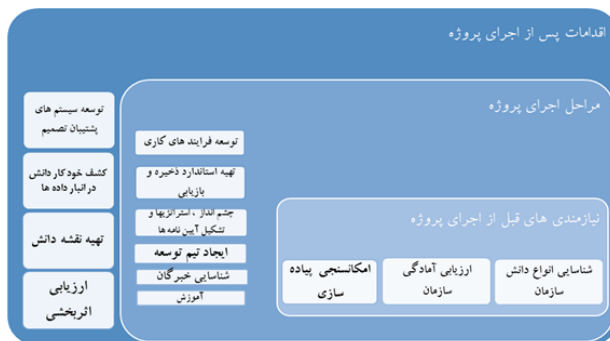 اقدامات پس از اجرای پروژه
توسعه سیستم های
پشتیبان تصمیم
کشف خودکار دانش
در انبار داده ها
تهیه نقشه دانش
ارزیابی
اثربخشی
مراحل اجرای پروژه
توسعه فرایند های کاری
تهیه استاندارد ذخیره و
بازیابی
چشم انداز ، استراتژیها و
تشکیل آیین نامه ها
ایجاد تیم توسعه
شناسایی خبرگان
آموزش
نیازمندی های قبل از اجرای پروژه
شناسایی انواع دانش
سازمان
ارزیابی آمادگی
سازمان
امکانسنجی پیاده
سازی